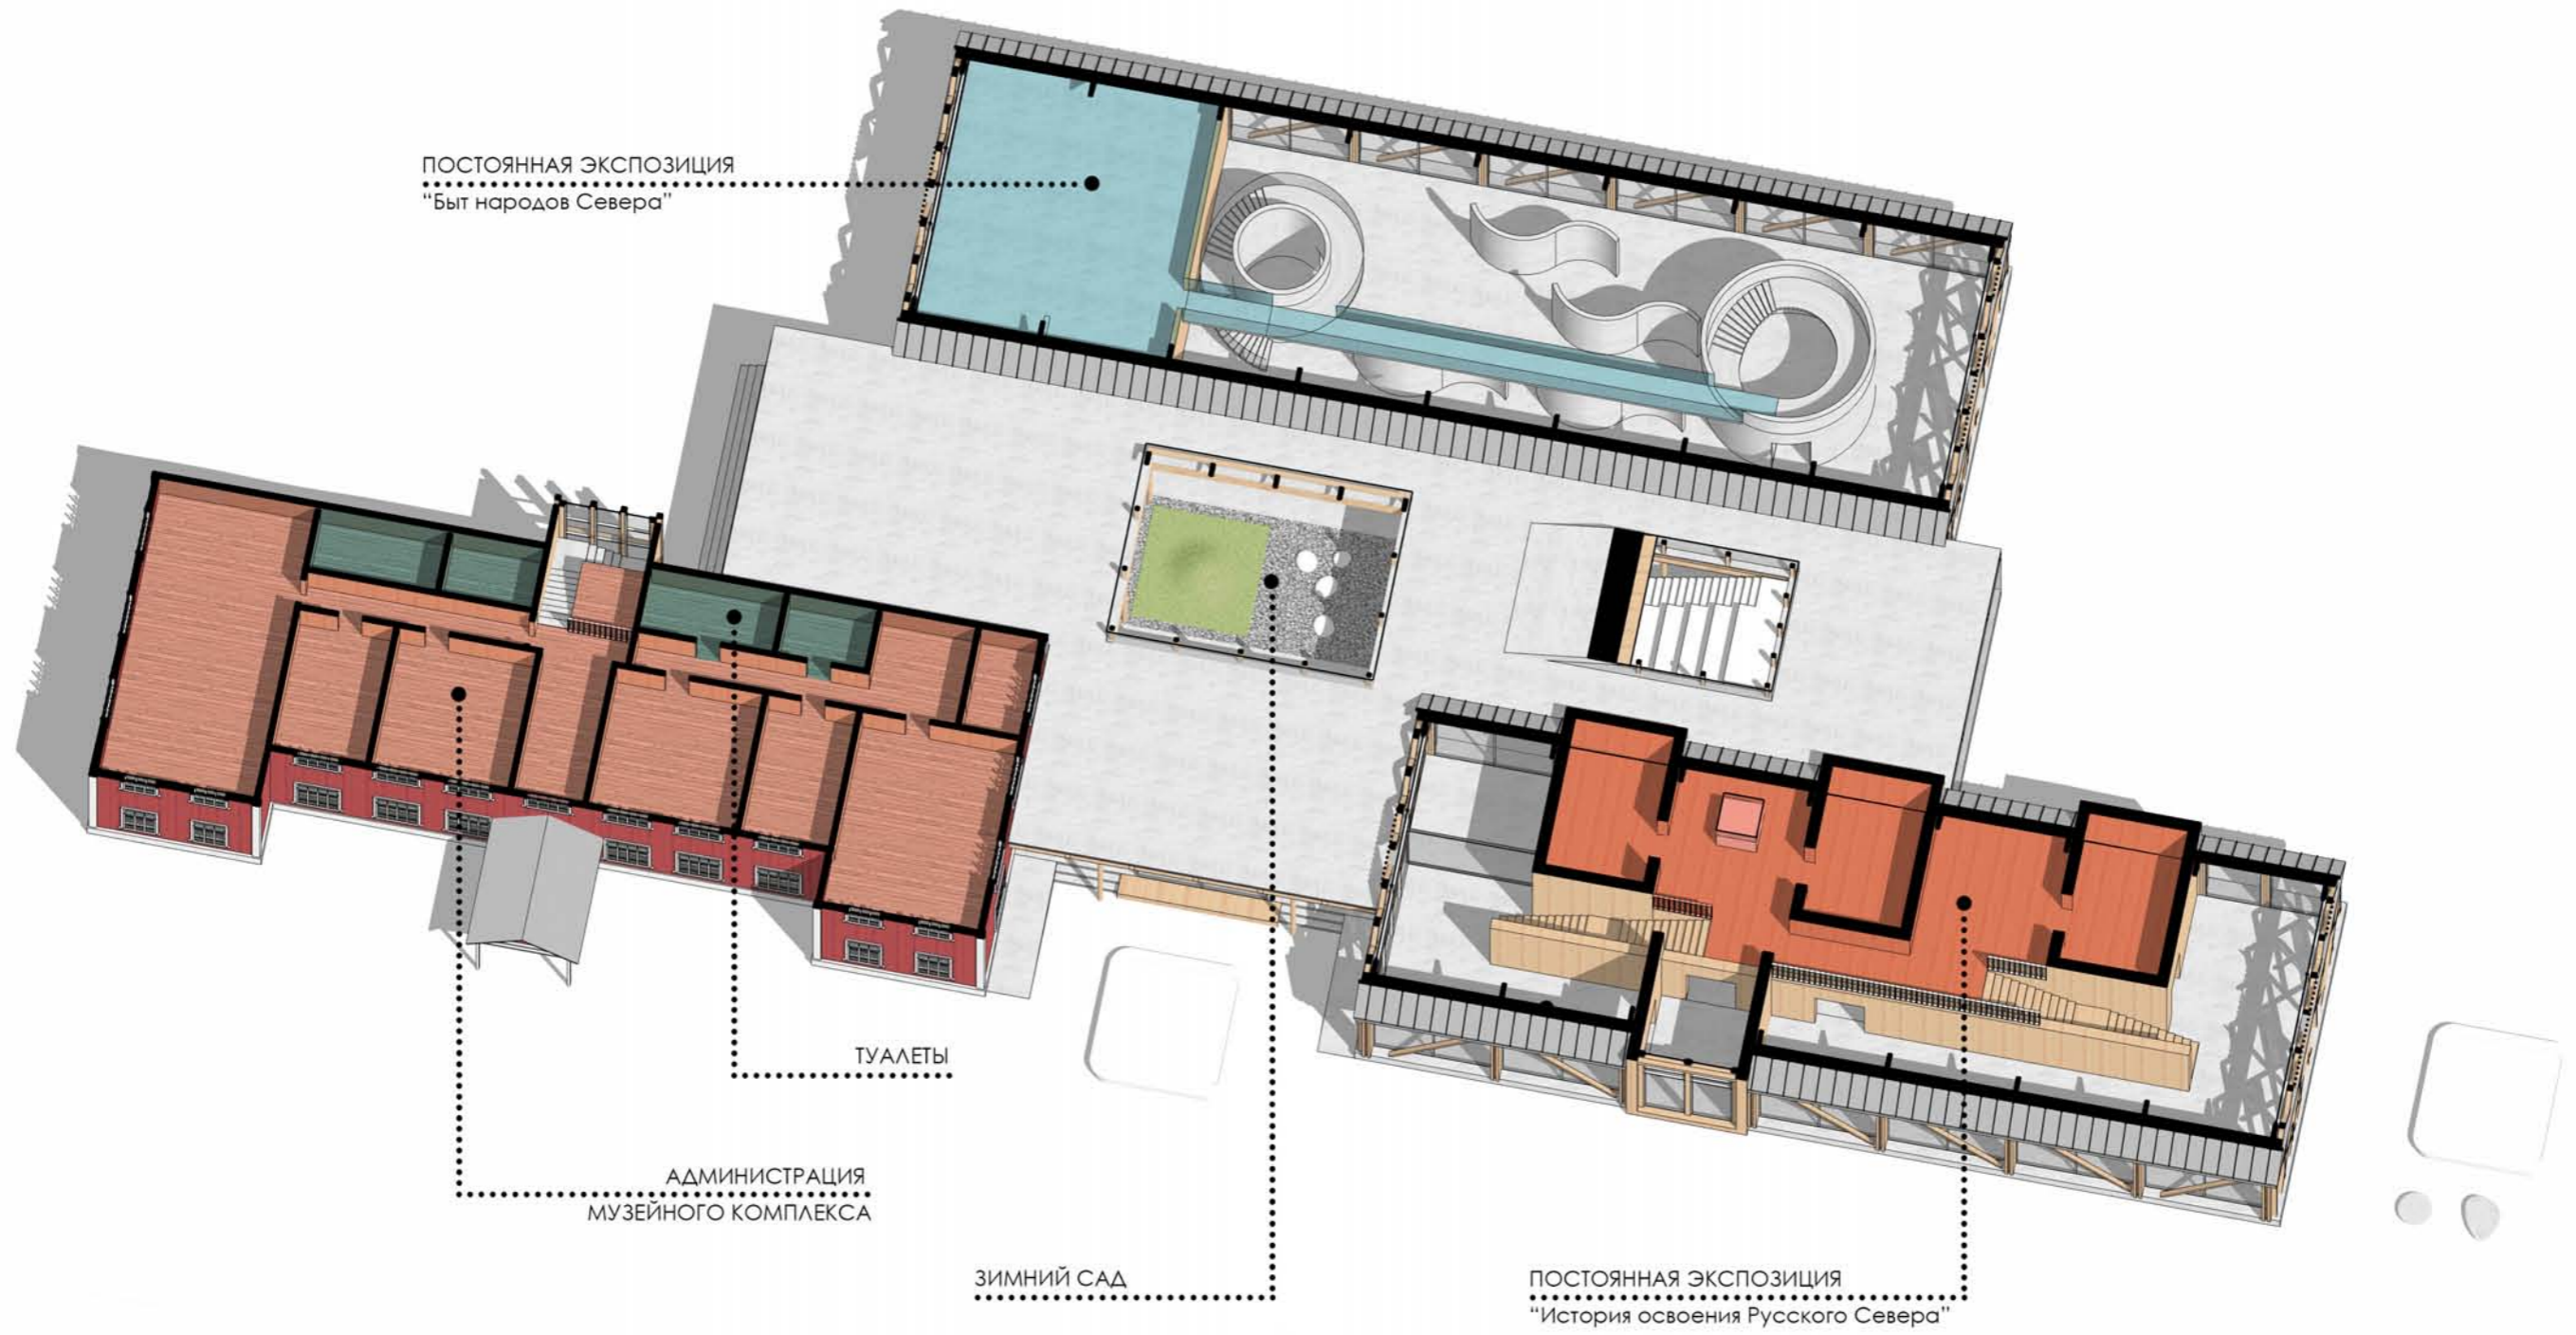 ПОСТОЯННАЯ ЭКСПОЗИЦИЯ
“Быт народов Севера”
ТУАЛЕТЫ
АДМИНИСТРАЦИЯ
МУЗЕЙНОГО КОМПЛЕКСА
ЗИМНИЙ САД
ПОСТОЯННАЯ ЭКСПОЗИЦИЯ
“История освоения Русского Севера”